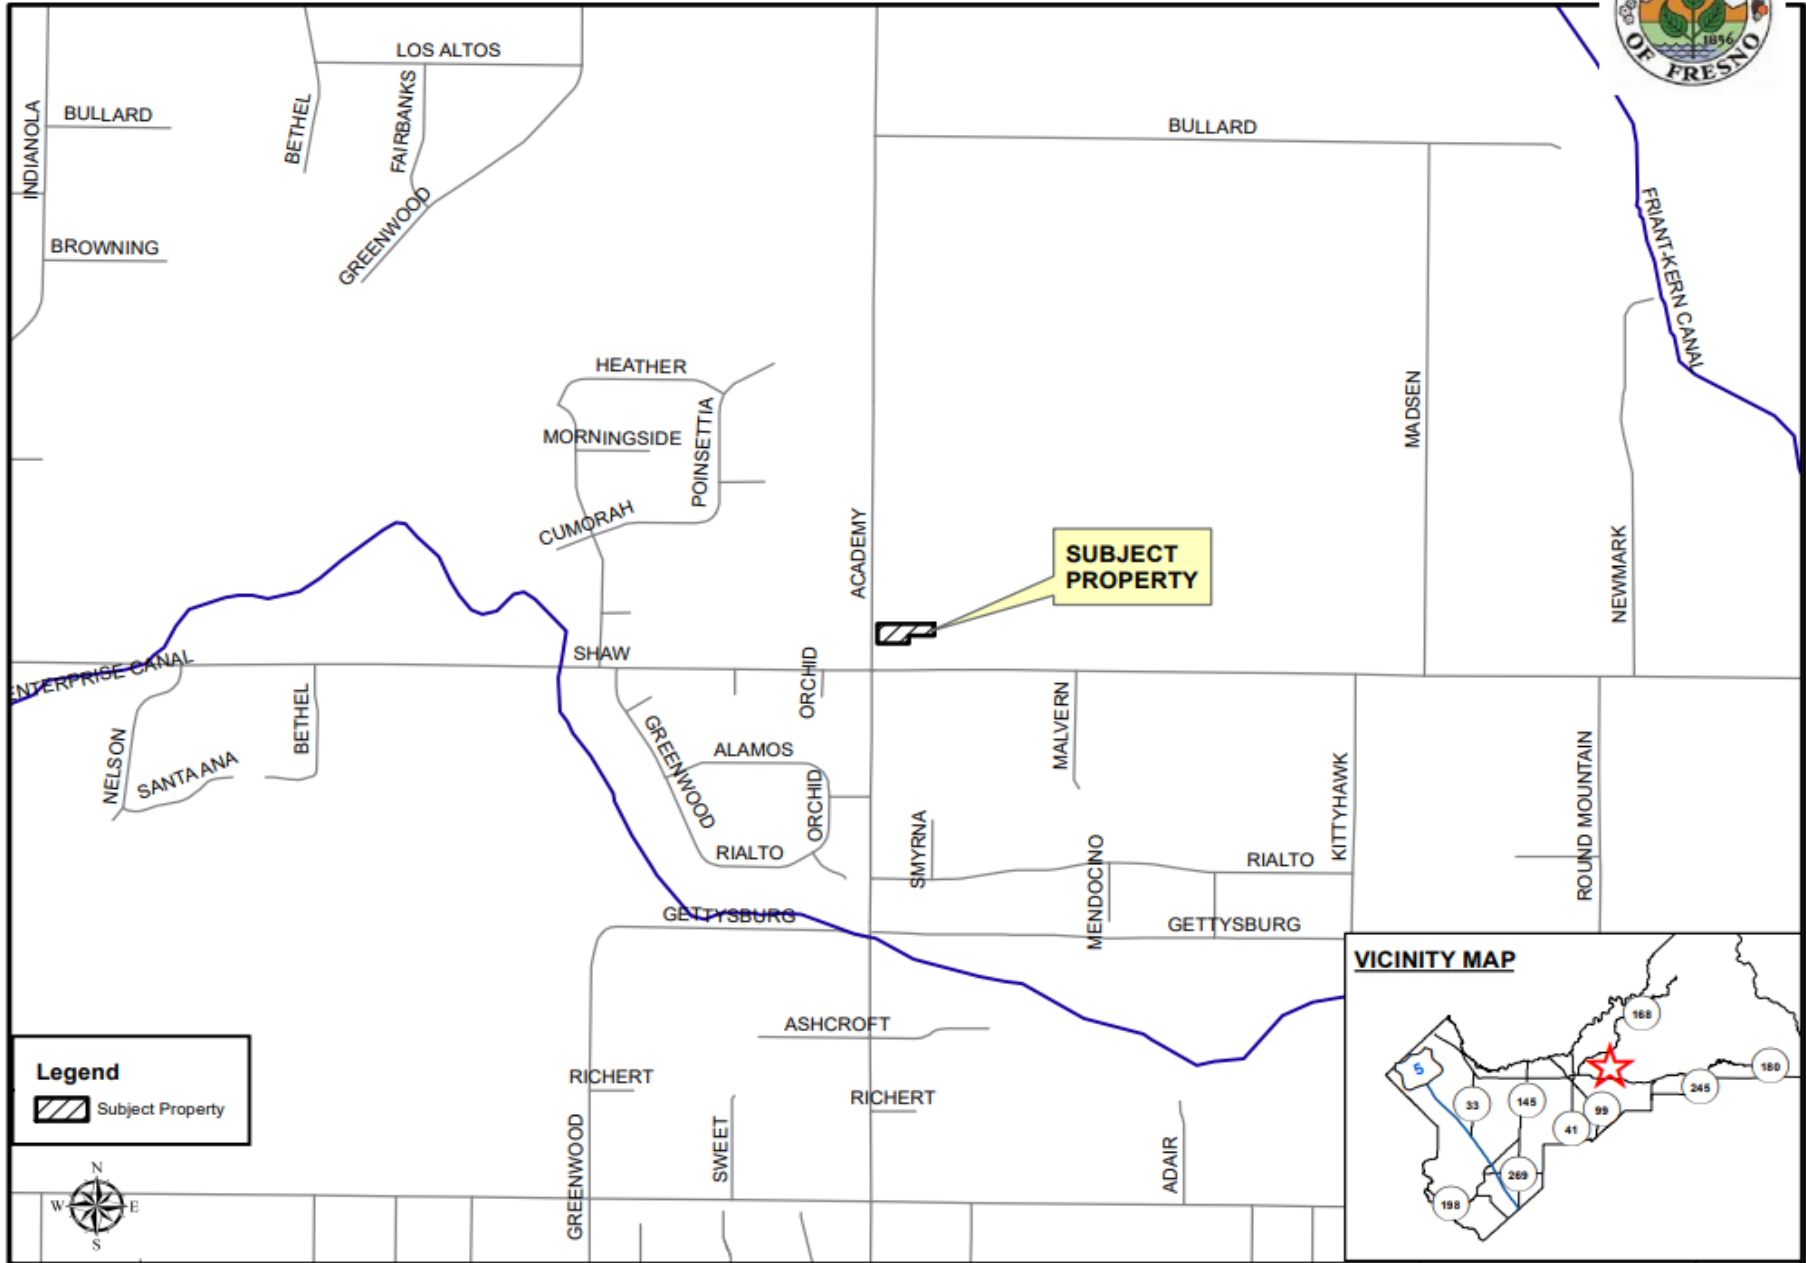 1856
OF FRESNO
LOS ALTOS
INDIANOLA
BULLARD
BETHEL
FAIRBANKS
BULLARD
GREENWOOD
BROWNING
FRIANT-KERN CANAL
HEATHER
MORNINGSIDE
POINSETTIA
MADSEN
CUMORAH
ACADEMY
SUBJECT
PROPERTY
NEWMARK
SHAW
ENTERPRISE CANAL
ORCHID
NELSON
SANTA ANA
BETHEL
GREENWOOD
ALAMOS
ORCHID
MALVERN
KITTYHAWK
ROUND MOUNTAIN
RIALTO
SMYRNA
MENDOCINO
RIALTO
GETTYSBURG
GETTYSBURG
VICINITY MAP
168
180
245
5
33
145
99
41
269
198
ASHCROFT
RICHERT
RICHERT
GREENWOOD
SWEET
ADAIR
Legend
Subject Property
N
W E
S